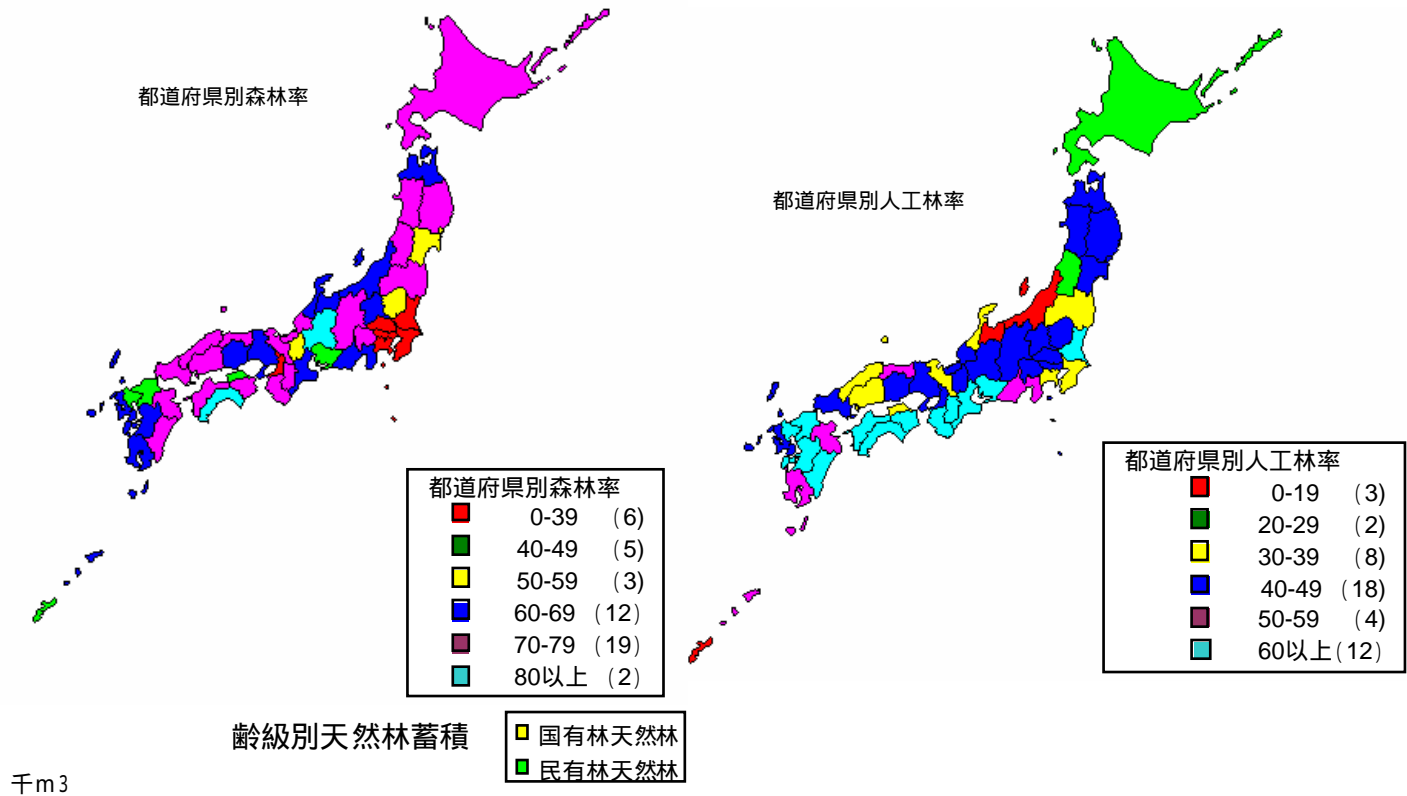 都道府県別森林率
都道府県別人工林率
都道府県別森林率
0-39 (6)
40-49 (5)
50-59 (3)
60-69 (12)
70-79 (19)
80以上 (2)
都道府県別人工林率
0-19 (3)
20-29 (2)
30-39 (8)
40-49 (18)
50-59 (4)
60以上(12)
齢級別天然林蓄積
国有林天然林
民有林天然林
千m3